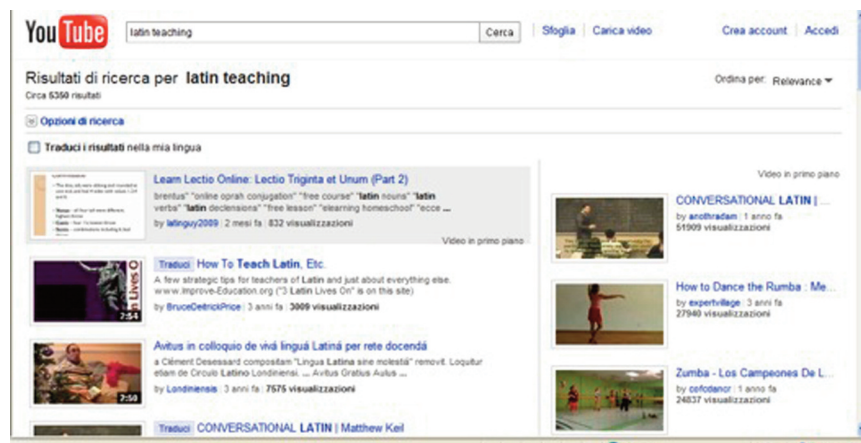 YouTube
latin teaching
Cerca
Sfoglia
Carica video
Crea account
Accedi
Risultati di ricerca per latin teaching
Circa 5350 risultati
Ordina per: Relevance
Opzioni di ricerca
Traduci i risultati nella mia lingua
Learn Lectio Online: Lectio Triginta et Unum (Part 2)
brentus" "online oprah conjugation" "free course" "latin nouns" "latin
verbs" "latin declensions" "free lesson" "elearning homeschool" "ecce ...
by latinguy2009 | 2 mesi fa | 832 visualizzazioni
Video in primo piano
Traduci How To Teach Latin, Etc.
A few strategic tips for teachers of Latin and just about everything else.
www.Improve-Education.org ("3 Latin Lives On" is on this site)
by BruceDeitrickPrice | 3 anni fa | 3009 visualizzazioni
n Lives O
7:54
Avitus in colloquio de vivá linguá Latiná per rete docendá
a Clément Desessard compositam "Lingua Latina sine molestá" removit. Loquitur
etiam de Circulo Latino Londiniensi. ... Avitus Gratius Aulus ...
by Londiniensis | 3 anni fa | 7575 visualizzazioni
7:50
Traduci CONVERSATIONAL LATIN | Matthew Keil
Video in primo piano
CONVERSATIONAL LATIN | ...
by anothradam | 1 anno fa
51909 visualizzazioni
How to Dance the Rumba : Me...
by expertvillage | 3 anni fa
27940 visualizzazioni
Zumba - Los Campeones De L...
by cofcdancr | 1 anno fa
24837 visualizzazioni